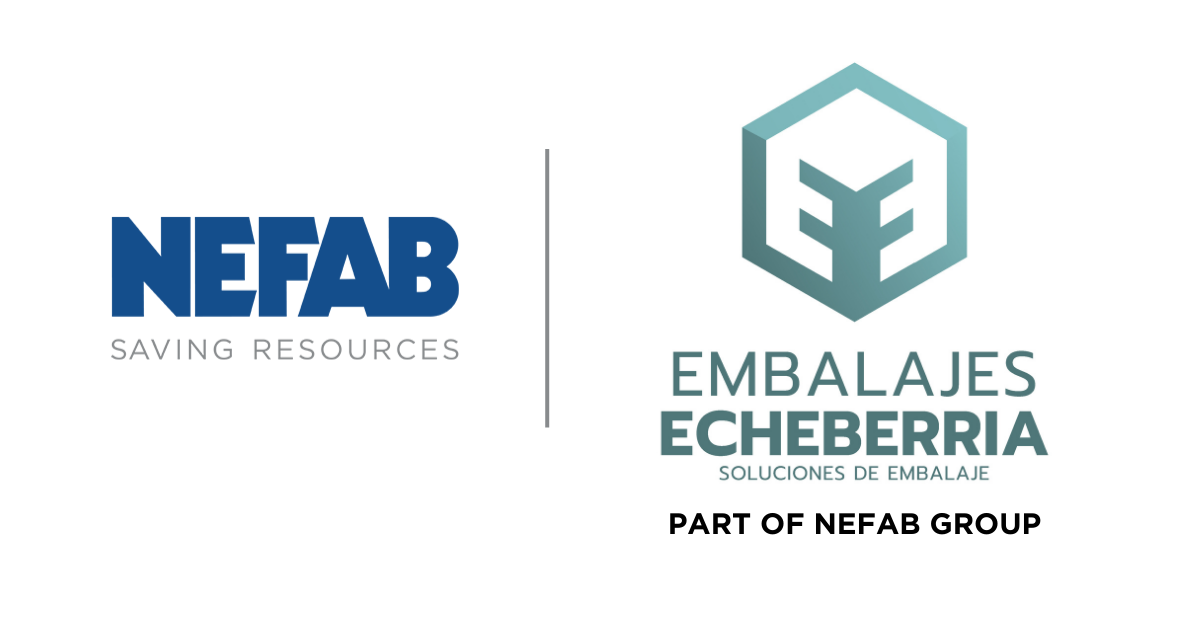 NEFAB
SAVING RESOURCES
EMBALAJES
ECHEBERRIA
SOLUCIONES DE EMBALAJE
PART OF NEFAB GROUP